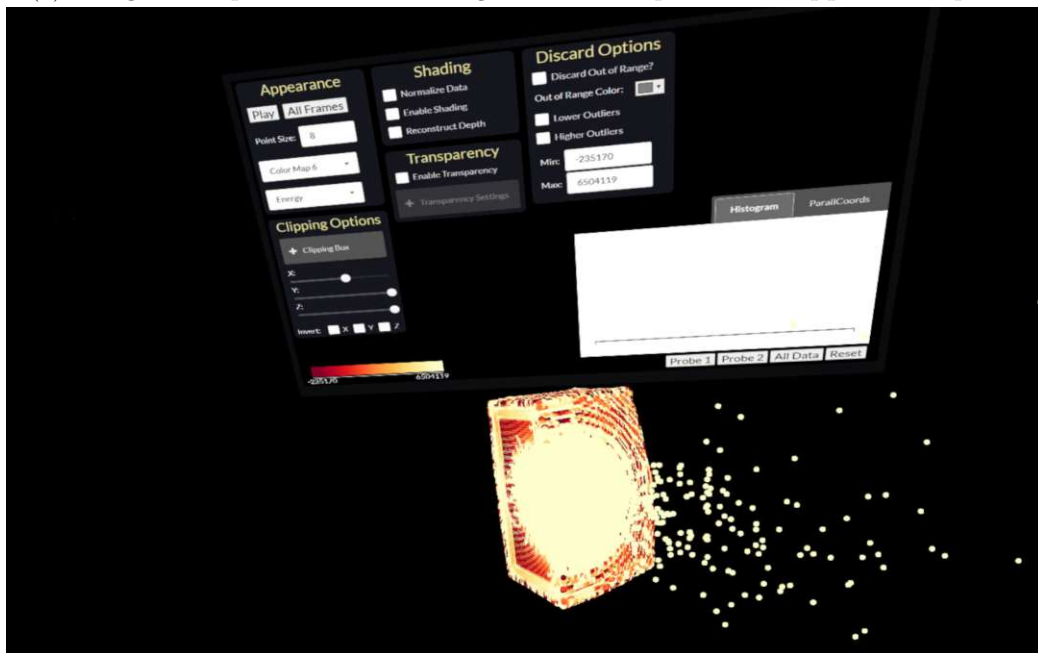 Appearance
Play All Frames
Point Size: 8
Color Map 6
Energy
Clipping Options
+ Clipping Box
X:
Y:
Z:
Invert: X Y Z
Shading
Normalize Data
Enable Shading
Reconstruct Depth
Transparency
Enable Transparency
+ Transparency Settings
Discard Options
Discard Out of Range?
Out of Range Color:
Lower Outliers
Higher Outliers
Min: -235170
Max: 6504119
Histogram ParallCoords
Probe 1 Probe 2 All Data Reset
-235170 6504119